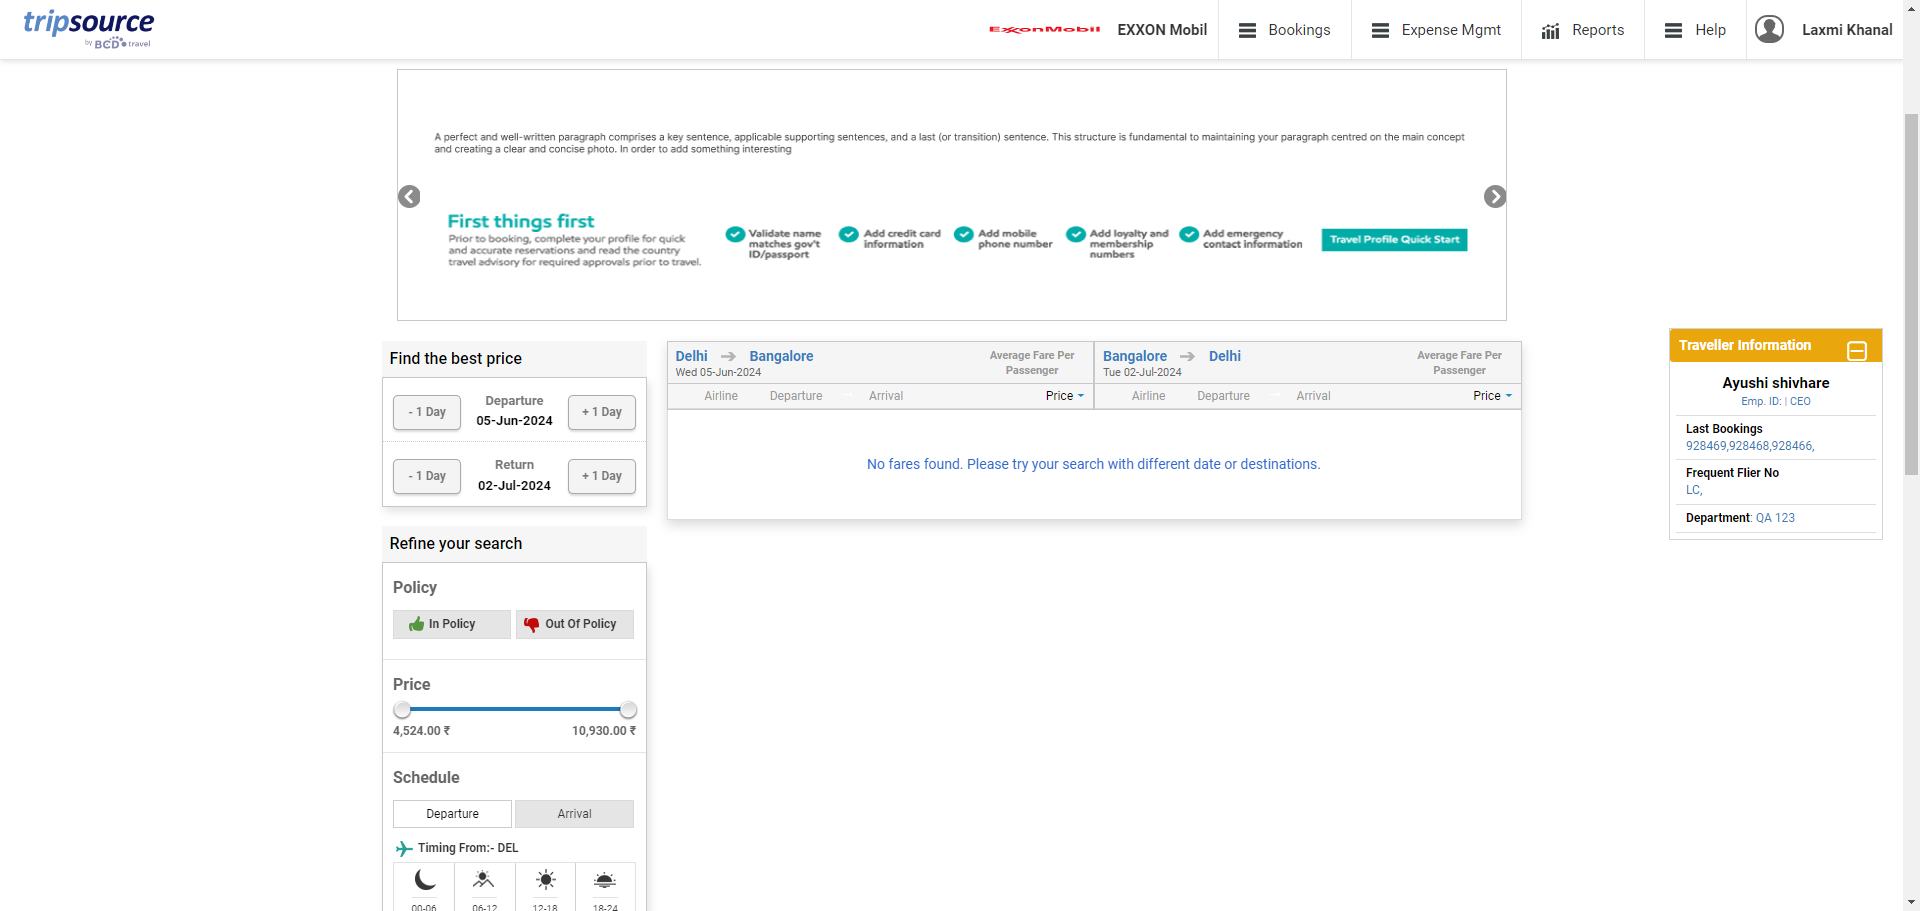 tripsource
by BCD travel
ExxonMobil EXXON Mobil Bookings Expense Mgmt Reports Help Laxmi Khanal
A perfect and well-written paragraph comprises a key sentence, applicable supporting sentences, and a last (or transition) sentence. This structure is fundamental to maintaining your paragraph centred on the main concept
and creating a clear and concise photo. In order to add something interesting
First things first
Prior to booking, complete your profile for quick
and accurate reservations and read the country
travel advisory for required approvals prior to travel.
Validate name
matches gov't
ID/passport
Add credit card
information
Add mobile
phone number
Add loyalty and
membership
numbers
Add emergency
contact information
Travel Profile Quick Start
Find the best price
- 1 Day
Departure
05-Jun-2024
+ 1 Day
- 1 Day
Return
02-Jul-2024
+ 1 Day
Refine your search
Policy
In Policy
Out Of Policy
Price
4,524.00 ₹
10,930.00 ₹
Schedule
Departure
Arrival
Timing From:- DEL
00-06 06-12 12-18 18-24
Delhi Bangalore
Wed 05-Jun-2024
Average Fare Per
Passenger
Airline Departure Arrival Price
Bangalore Delhi
Tue 02-Jul-2024
Average Fare Per
Passenger
Airline Departure Arrival Price
No fares found. Please try your search with different date or destinations.
Traveller Information
Ayushi shivhare
Emp. ID: | CEO
Last Bookings
928469,928468,928466,
Frequent Flier No
LC,
Department: QA 123